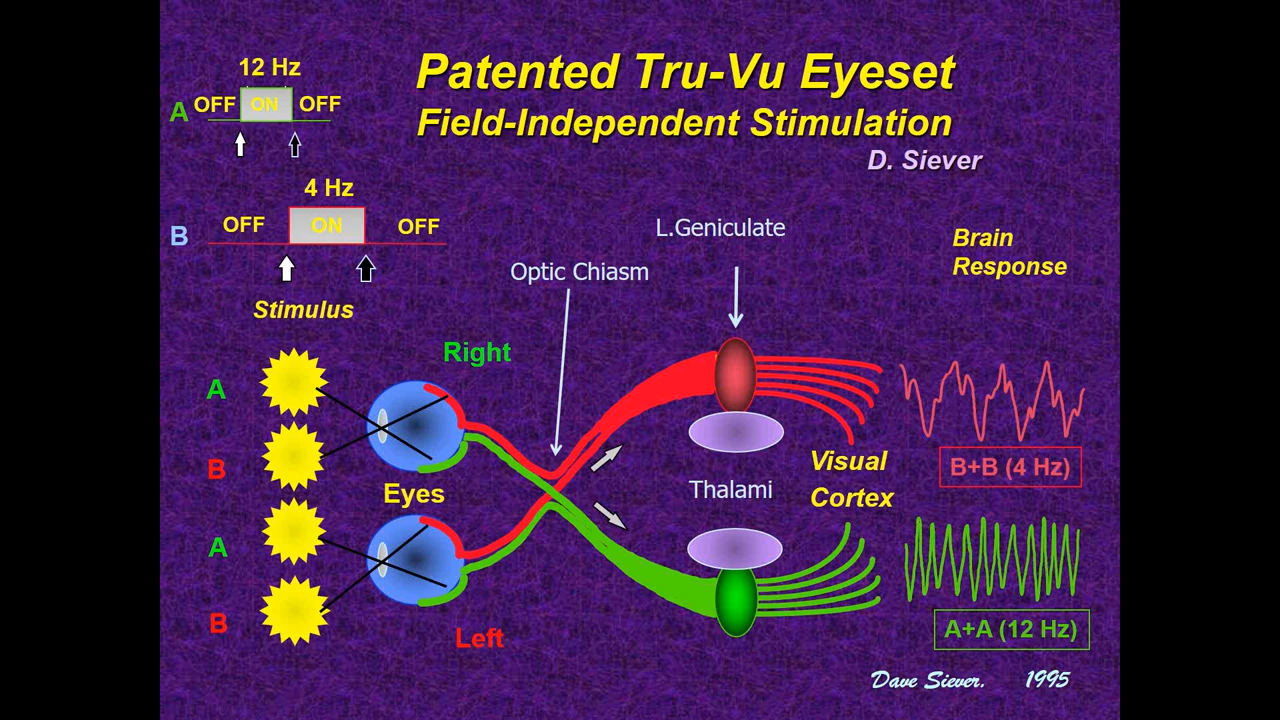 Patented Tru-Vu Eyeset
Field-Independent Stimulation
D. Siever
12 Hz
A OFF ON OFF
4 Hz
B OFF ON OFF
Stimulus
L.Geniulate
Optic Chiasm
Brain
Response
Right
A
B
Eyes
A
B
Left
Visual
Cortex
Thalami
B+B (4 Hz)
A+A (12 Hz)
Dave Siever. 1995